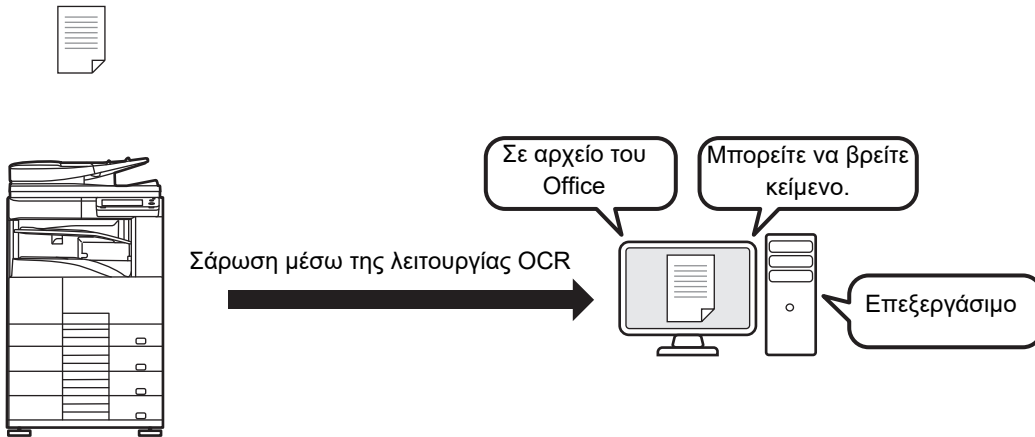 Σε αρχείο του
Office
Μπορείτε να βρείτε
κείμενο.
Σάρωση μέσω της λειτουργίας OCR
Επεξεργάσιμο